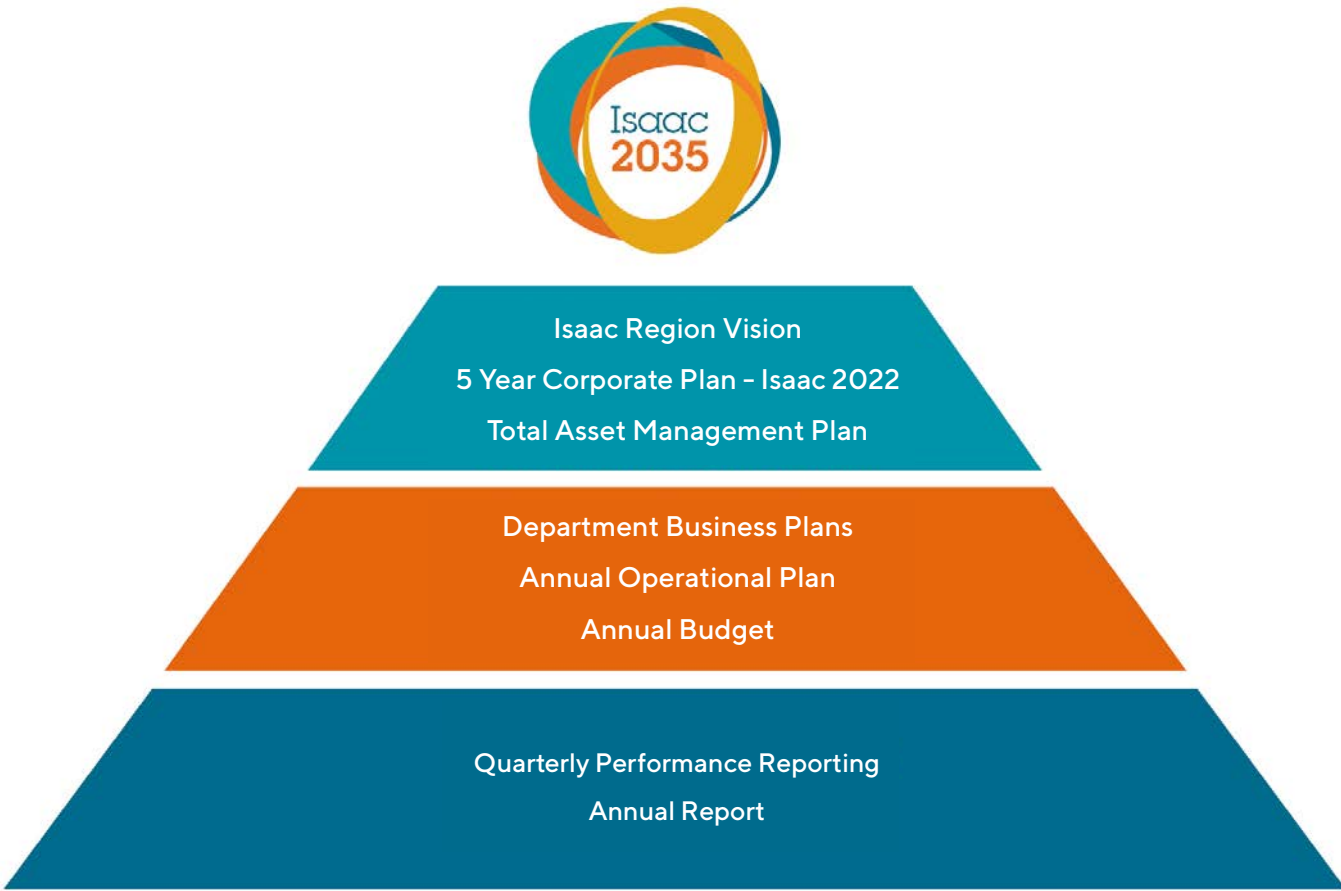 Isaac
2035
Isaac Region Vision
5 Year Corporate Plan - Isaac 2022
Total Asset Management Plan
Department Business Plans
Annual Operational Plan
Annual Budget
Quarterly Performance Reporting
Annual Report